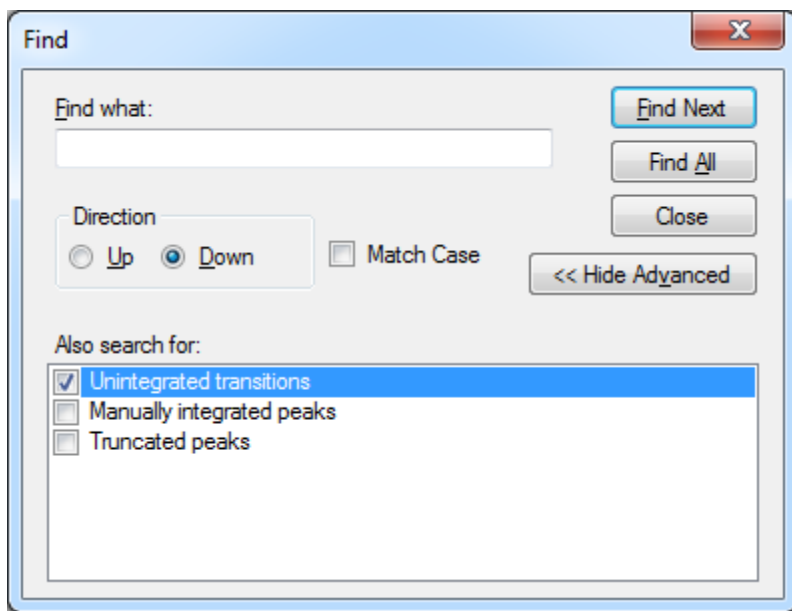 Find
Find what:
Find Next
Find All
Direction
Close
Up Down Match Case
<< Hide Advanced
Also search for:
Unintegrated transitions
Manually integrated peaks
Truncated peaks